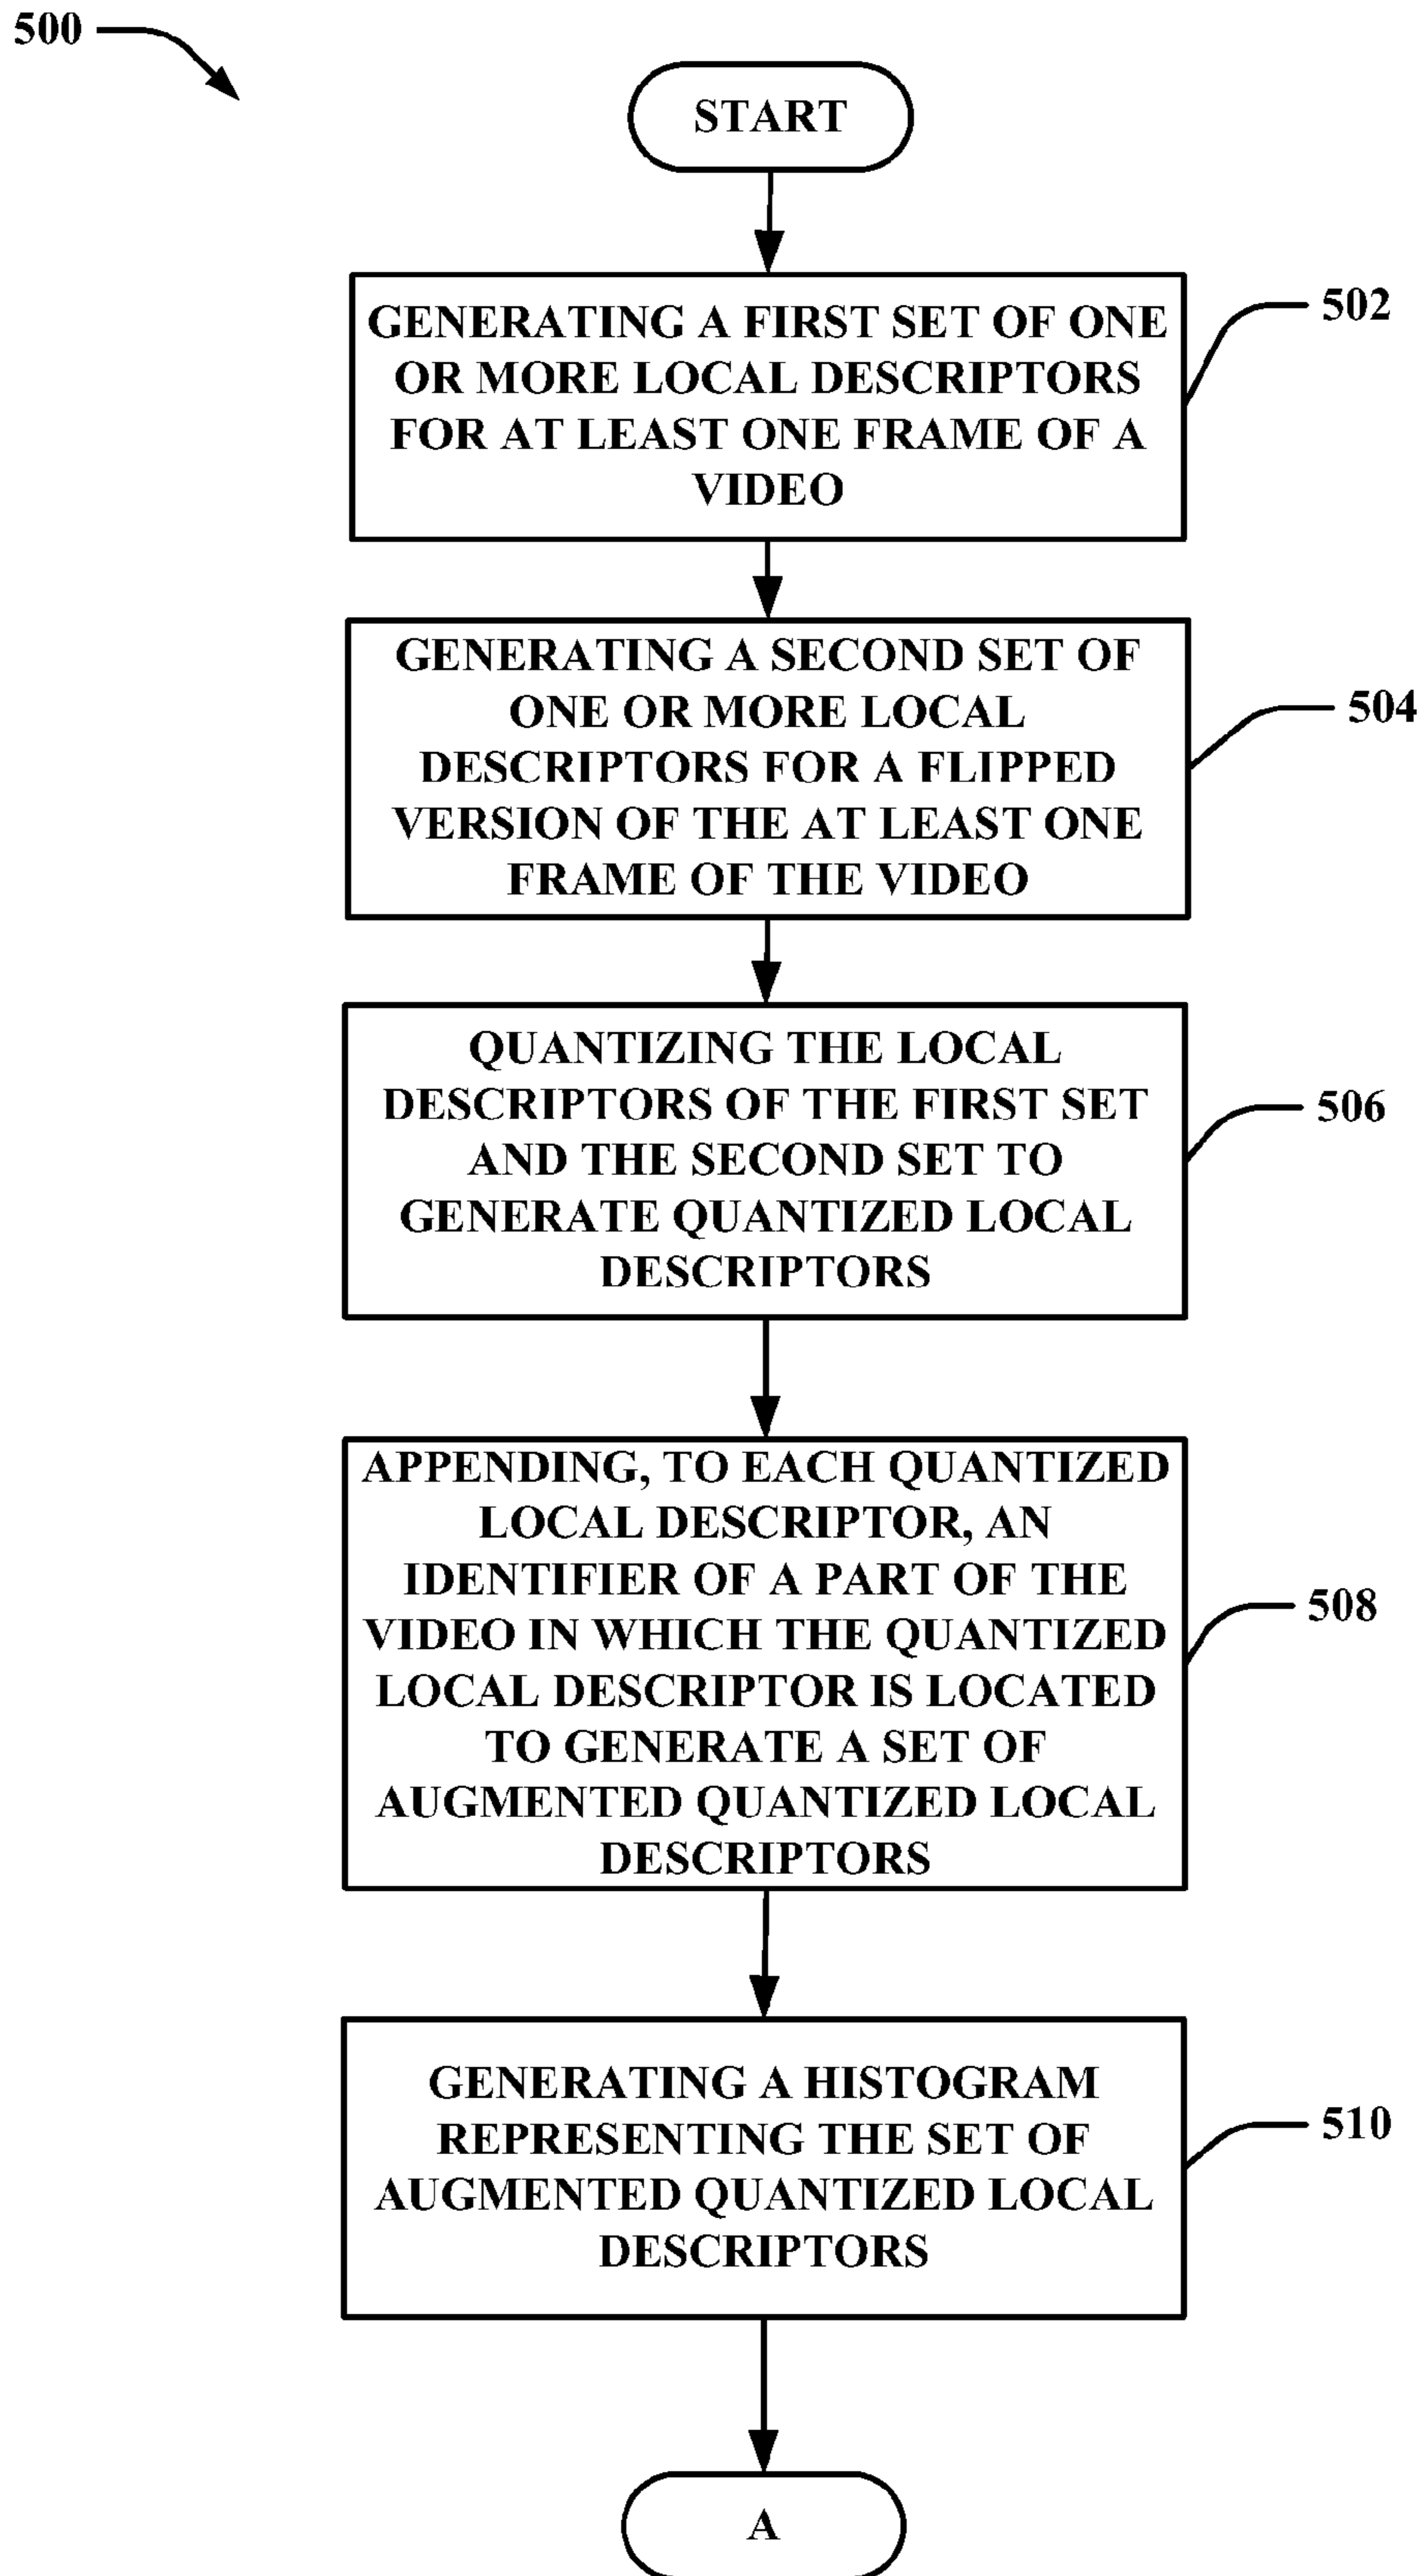 500
START
GENERATING A FIRST SET OF ONE
OR MORE LOCAL DESCRIPTORS
FOR AT LEAST ONE FRAME OF A
VIDEO
502
GENERATING A SECOND SET OF
ONE OR MORE LOCAL
DESCRIPTORS FOR A FLIPPED
VERSION OF THE AT LEAST ONE
FRAME OF THE VIDEO
504
QUANTIZING THE LOCAL
DESCRIPTORS OF THE FIRST SET
AND THE SECOND SET TO
GENERATE QUANTIZED LOCAL
DESCRIPTORS
506
APPENDING, TO EACH QUANTIZED
LOCAL DESCRIPTOR, AN
IDENTIFIER OF A PART OF THE
VIDEO IN WHICH THE QUANTIZED
LOCAL DESCRIPTOR IS LOCATED
TO GENERATE A SET OF
AUGMENTED QUANTIZED LOCAL
DESCRIPTORS
508
GENERATING A HISTOGRAM
REPRESENTING THE SET OF
AUGMENTED QUANTIZED LOCAL
DESCRIPTORS
510
A